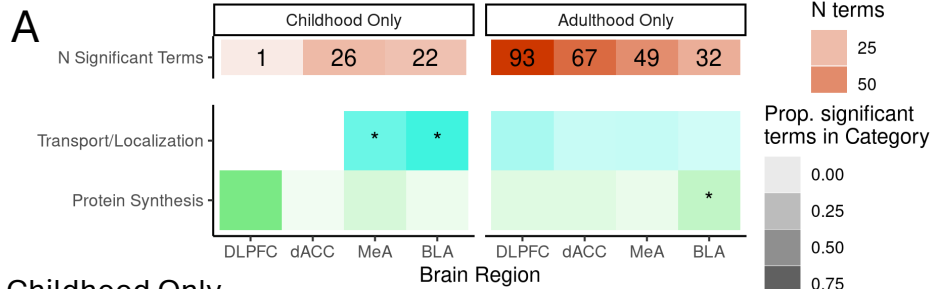 A
Childhood Only
Adulthood Only
N Significant Terms
1 26 22
93 67 49 32
Transport/Localization
* *
Protein Synthesis
*
DLPFC dACC MeA BLA
DLPFC dACC MeA BLA
Brain Region
N terms
25
50
Prop. significant
terms in Category
0.00
0.25
0.50
0.75
Childhood Only